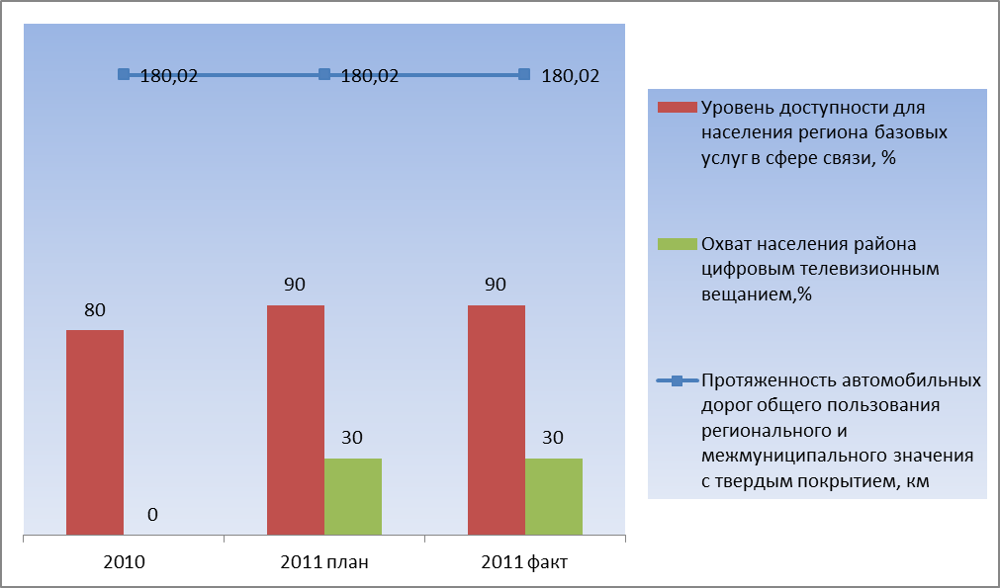 180,02 180,02 180,02
80 90 90
0 30 30
2010 2011 план 2011 факт
Уровень доступности для
населения региона базовых
услуг в сфере связи, %
Охват населения района
цифровым телевизионным
вещанием,%
Протяженность автомобильных
дорог общего пользования
регионального и
межмуниципального значения
с твердым покрытием, км